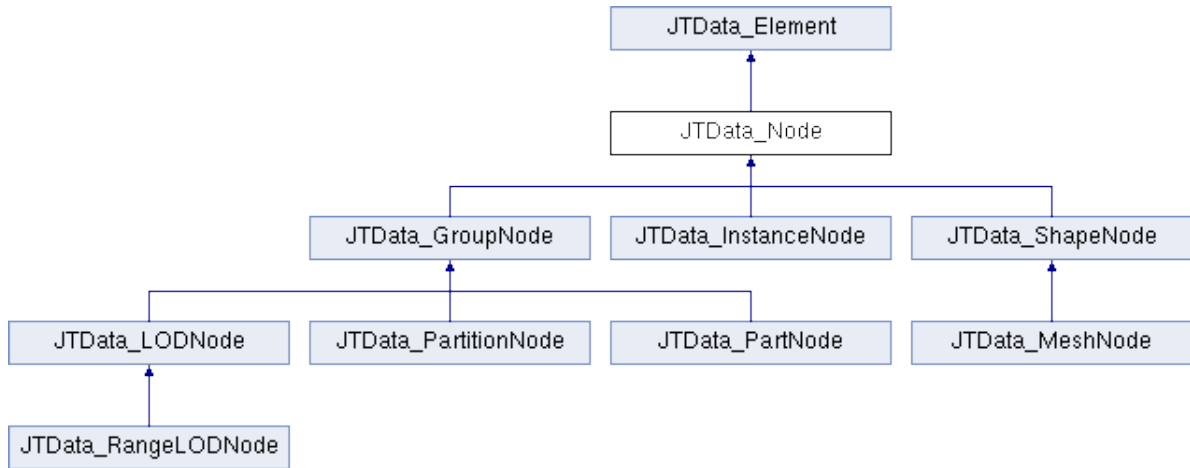 JTData_Element
JTData_Node
JTData_GroupNode
JTData_InstanceNode
JTData_ShapeNode
JTData_LODNode
JTData_PartitionNode
JTData_PartNode
JTData_MeshNode
JTData_RangeLODNode